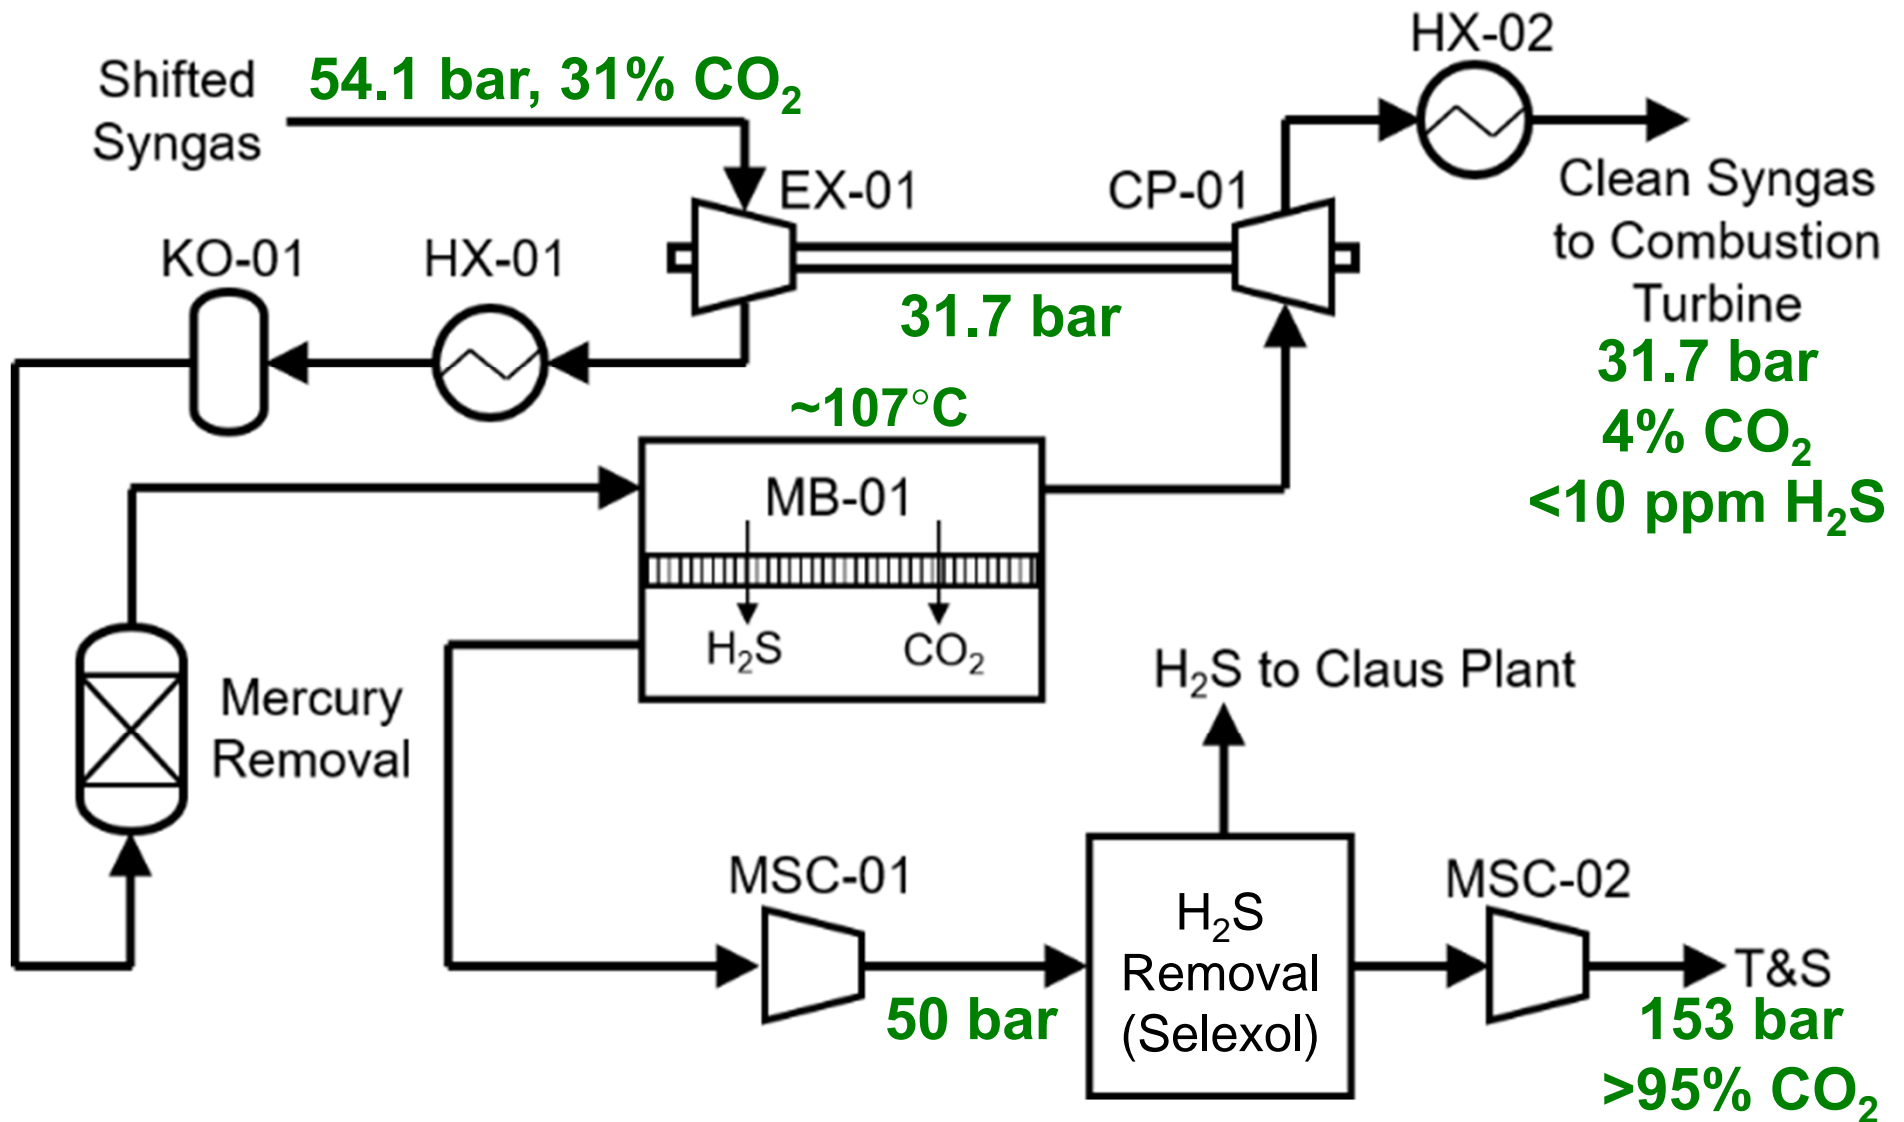 HX-02
Shifted
Syngas
54.1 bar, 31% CO₂
Clean Syngas
to Combustion
Turbine
31.7 bar
4% CO₂
<10 ppm H₂S
EX-01
CP-01
KO-01
HX-01
31.7 bar
~107°C
MB-01
H₂S
CO₂
Mercury
Removal
H₂S to Claus Plant
MSC-01
50 bar
H₂S
Removal
(Selexol)
MSC-02
T&S
153 bar
>95% CO₂